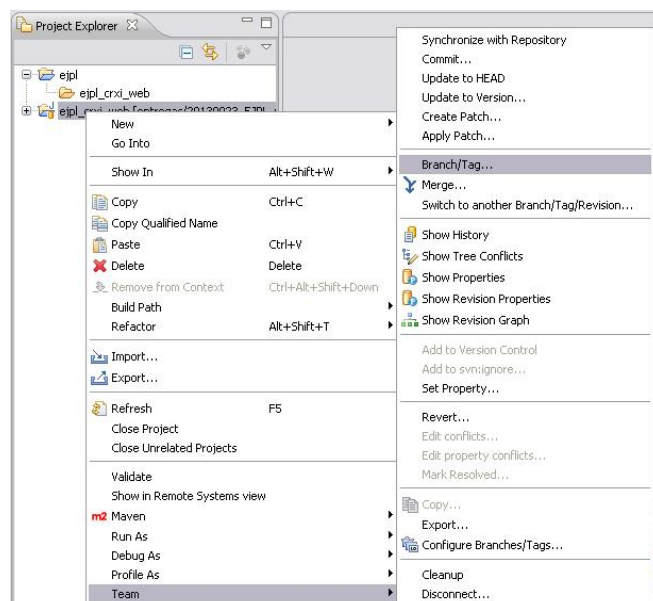 Project Explorer
ejpl
ejpl_crxi_web
New
Go Into
Show In Alt+Shift+W
Copy Ctrl+C
Copy Qualified Name
Paste Ctrl+V
Delete Delete
Remove from Context Ctrl+Alt+Shift+Down
Build Path
Refactor Alt+Shift+T
Import...
Export...
Refresh F5
Close Project
Close Unrelated Projects
Validate
Show in Remote Systems view
m2 Maven
Run As
Debug As
Profile As
Team
Synchronize with Repository
Commit...
Update to HEAD
Update to Version...
Create Patch...
Apply Patch...
Branch/Tag...
Merge...
Switch to another Branch/Tag/Revision...
Show History
Show Tree Conflicts
Show Properties
Show Revision Properties
Show Revision Graph
Add to Version Control
Add to svn:ignore...
Set Property...
Revert...
Edit conflicts...
Edit property conflicts...
Mark Resolved...
Copy...
Export...
Configure Branches/Tags...
Cleanup
Disconnect...